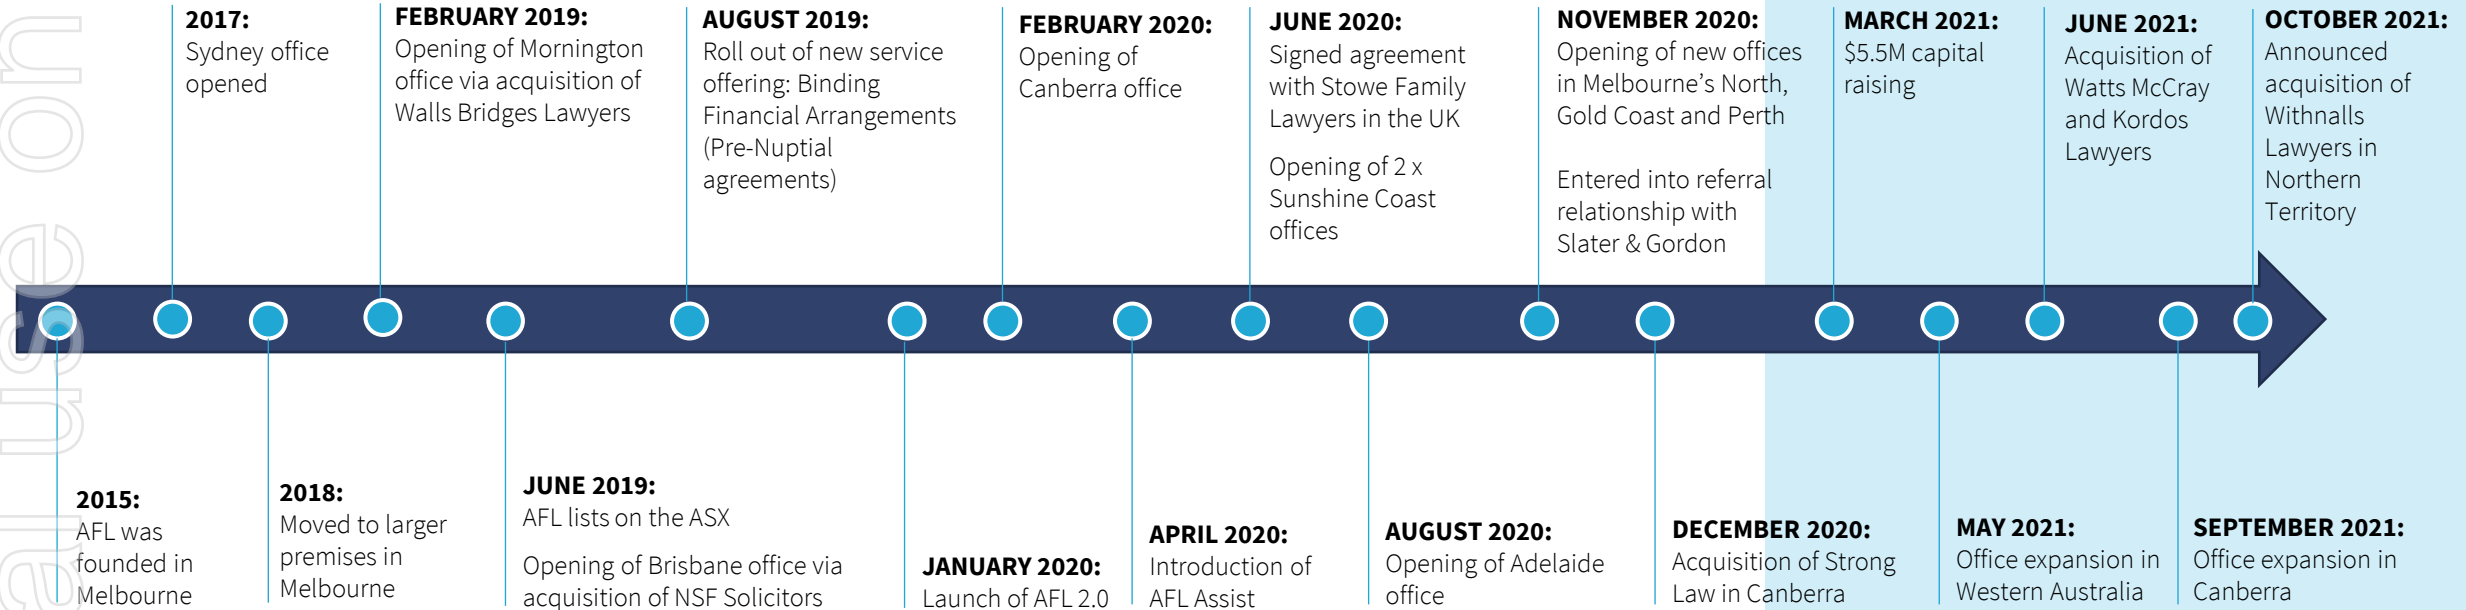 2017:
Sydney office
opened
FEBRUARY 2019:
Opening of Mornington
office via acquisition of
Walls Bridges Lawyers
AUGUST 2019:
Roll out of new service
offering: Binding
Financial Arrangements
(Pre-Nuptial
agreements)
FEBRUARY 2020:
Opening of
Canberra office
JUNE 2020:
Signed agreement
with Stowe Family
Lawyers in the UK
Opening of 2 x
Sunshine Coast
offices
NOVEMBER 2020:
Opening of new offices
in Melbourne's North,
Gold Coast and Perth
Entered into referral
relationship with
Slater & Gordon
MARCH 2021:
$5.5M capital
raising
JUNE 2021:
Acquisition of
Watts McCray
and Kordos
Lawyers
OCTOBER 2021:
Announced
acquisition of
Withnalls
Lawyers in
Northern
Territory
2015:
AFL was
founded in
Melbourne
2018:
Moved to larger
premises in
Melbourne
JUNE 2019:
AFL lists on the ASX
Opening of Brisbane office via
acquisition of NSF Solicitors
JANUARY 2020:
Launch of AFL 2.0
APRIL 2020:
Introduction of
AFL Assist
AUGUST 2020:
Opening of Adelaide
office
DECEMBER 2020:
Acquisition of Strong
Law in Canberra
MAY 2021:
Office expansion in
Western Australia
SEPTEMBER 2021:
Office expansion in
Canberra
al use on